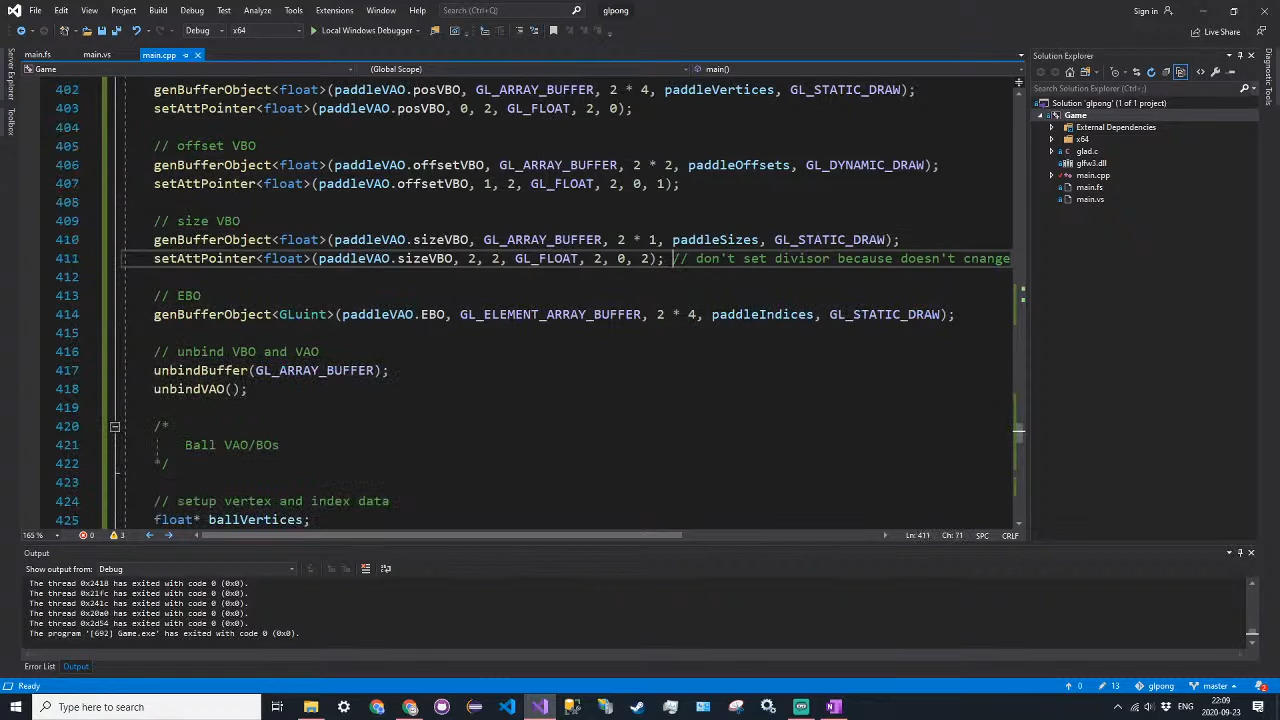 File Edit View Project Build Debug Test Analyze Tools Extensions Window Help Search (Ctrl+Q) glpong Sign in
Debug x64 Local Windows Debugger Live Share
main.fs main.vs main.cpp
Game (Global Scope) main()
Server Explorer
Toolbox
402 genBufferObject<float>(paddleVAO.posVBO, GL_ARRAY_BUFFER, 2 * 4, paddleVertices, GL_STATIC_DRAW);
403 setAttPointer<float>(paddleVAO.posVBO, 0, 2, GL_FLOAT, 2, 0);
404
405 // offset VBO
406 genBufferObject<float>(paddleVAO.offsetVBO, GL_ARRAY_BUFFER, 2 * 2, paddleOffsets, GL_DYNAMIC_DRAW);
407 setAttPointer<float>(paddleVAO.offsetVBO, 1, 2, GL_FLOAT, 2, 0, 1);
408
409 // size VBO
410 genBufferObject<float>(paddleVAO.sizeVBO, GL_ARRAY_BUFFER, 2 * 1, paddleSizes, GL_STATIC_DRAW);
411 setAttPointer<float>(paddleVAO.sizeVBO, 2, 2, GL_FLOAT, 2, 0, 2); // don't set divisor because doesn't cnange
412
413 // EBO
414 genBufferObject<GLuint>(paddleVAO.EBO, GL_ELEMENT_ARRAY_BUFFER, 2 * 4, paddleIndices, GL_STATIC_DRAW);
415
416 // unbind VBO and VAO
417 unbindBuffer(GL_ARRAY_BUFFER);
418 unbindVAO();
419
420 /*
421 Ball VAO/BOs
422 */
423
424 // setup vertex and index data
425 float* ballVertices;
165 % 0 3 Ln: 411 Ch: 71 SPC CRLF
Solution Explorer
Search Solution Explorer (Ctrl+;)
Solution 'glpong' (1 of 1 project)
Game
External Dependencies
x64
glad.c
glfw3.dll
main.cpp
main.fs
main.vs
Diagnostic Tools
Output
Show output from: Debug
The thread 0x2418 has exited with code 0 (0x0).
The thread 0x21fc has exited with code 0 (0x0).
The thread 0x241c has exited with code 0 (0x0).
The thread 0x20a0 has exited with code 0 (0x0).
The thread 0x2d54 has exited with code 0 (0x0).
The program '[692] Game.exe' has exited with code 0 (0x0).
Error List Output
Ready 0 13 glpong master 2
Type here to search
22:09
2020-09-23